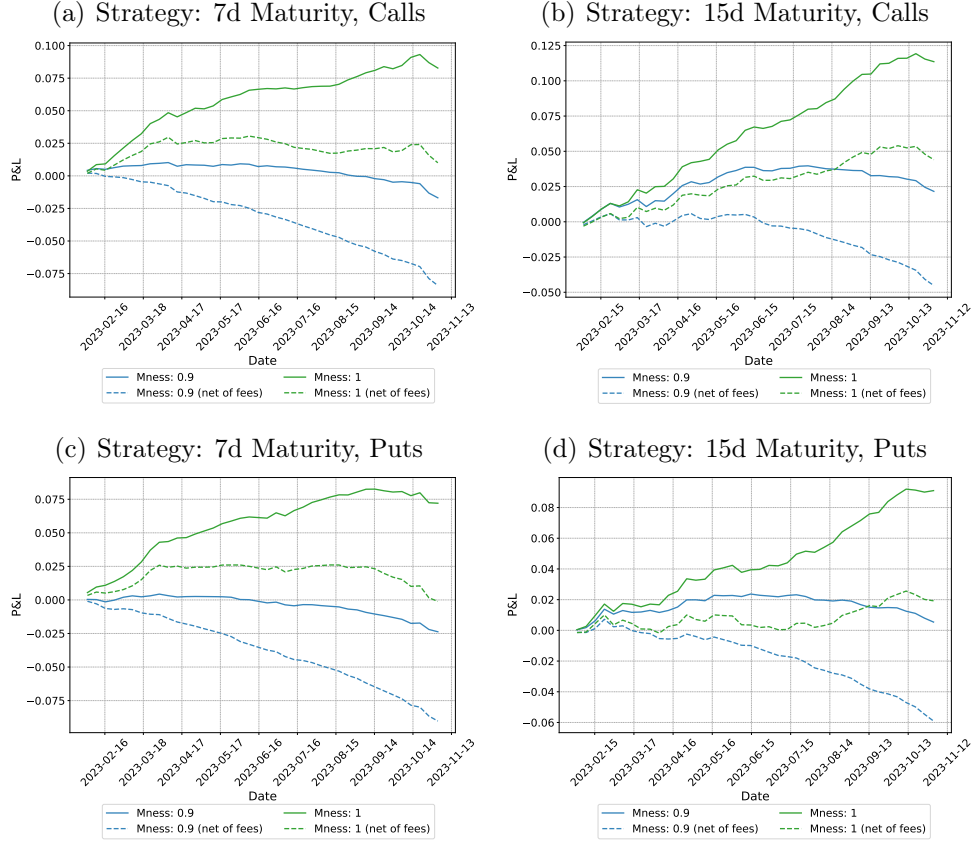 (a) Strategy: 7d Maturity, Calls
0.100
0.075
0.050
0.025
0.000
−0.025
−0.050
−0.075
P&L
2023-02-16
2023-03-18
2023-04-17
2023-05-17
2023-06-16
2023-07-16
2023-08-15
2023-09-14
2023-10-14
2023-11-13
Date
Mness: 0.9
Mness: 0.9 (net of fees)
Mness: 1
Mness: 1 (net of fees)
(b) Strategy: 15d Maturity, Calls
0.125
0.100
0.075
0.050
0.025
0.000
−0.025
−0.050
P&L
2023-02-15
2023-03-17
2023-04-16
2023-05-16
2023-06-15
2023-07-15
2023-08-14
2023-09-13
2023-10-13
2023-11-12
Date
Mness: 0.9
Mness: 0.9 (net of fees)
Mness: 1
Mness: 1 (net of fees)
(c) Strategy: 7d Maturity, Puts
0.075
0.050
0.025
0.000
−0.025
−0.050
−0.075
P&L
2023-02-16
2023-03-18
2023-04-17
2023-05-17
2023-06-16
2023-07-16
2023-08-15
2023-09-14
2023-10-14
2023-11-13
Date
Mness: 0.9
Mness: 0.9 (net of fees)
Mness: 1
Mness: 1 (net of fees)
(d) Strategy: 15d Maturity, Puts
0.08
0.06
0.04
0.02
0.00
−0.02
−0.04
−0.06
P&L
2023-02-15
2023-03-17
2023-04-16
2023-05-16
2023-06-15
2023-07-15
2023-08-14
2023-09-13
2023-10-13
2023-11-12
Date
Mness: 0.9
Mness: 0.9 (net of fees)
Mness: 1
Mness: 1 (net of fees)